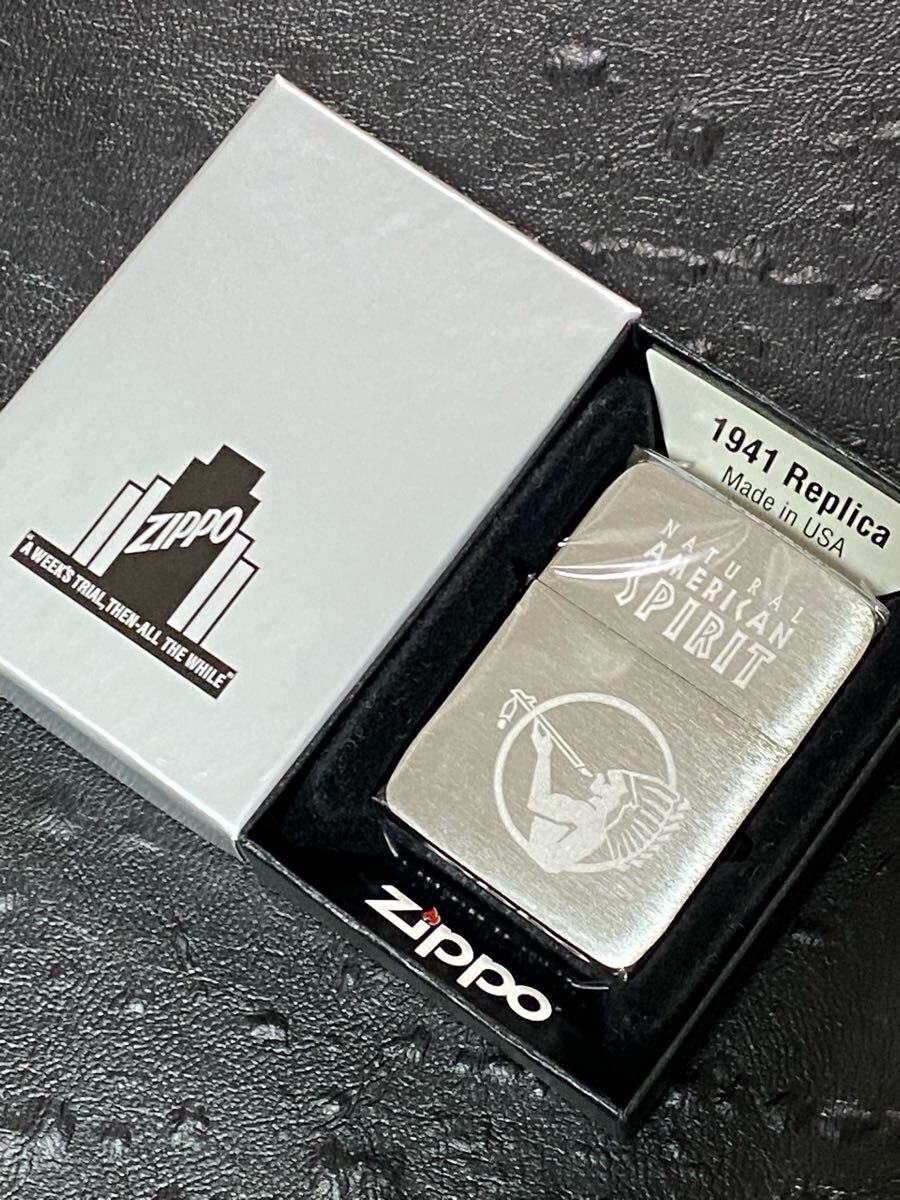 ZIPPO
"A WEEK'S TRIAL, THEN-ALL THE WHILE"
1941 Replica
Made in USA
NATURAL
AMERICAN
SPIRIT
Zippo